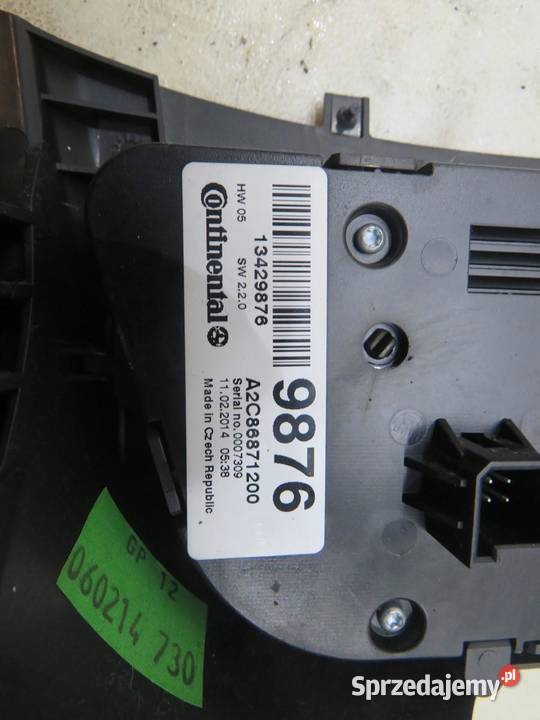 Continental
HW 05 SW 2.2.0
13429876
9876
A2C86871200
Serial no. 0007309
11.02.2014 05:38
Made in Czech Republic
GP 12
060214 730
Sprzedajemy.pl